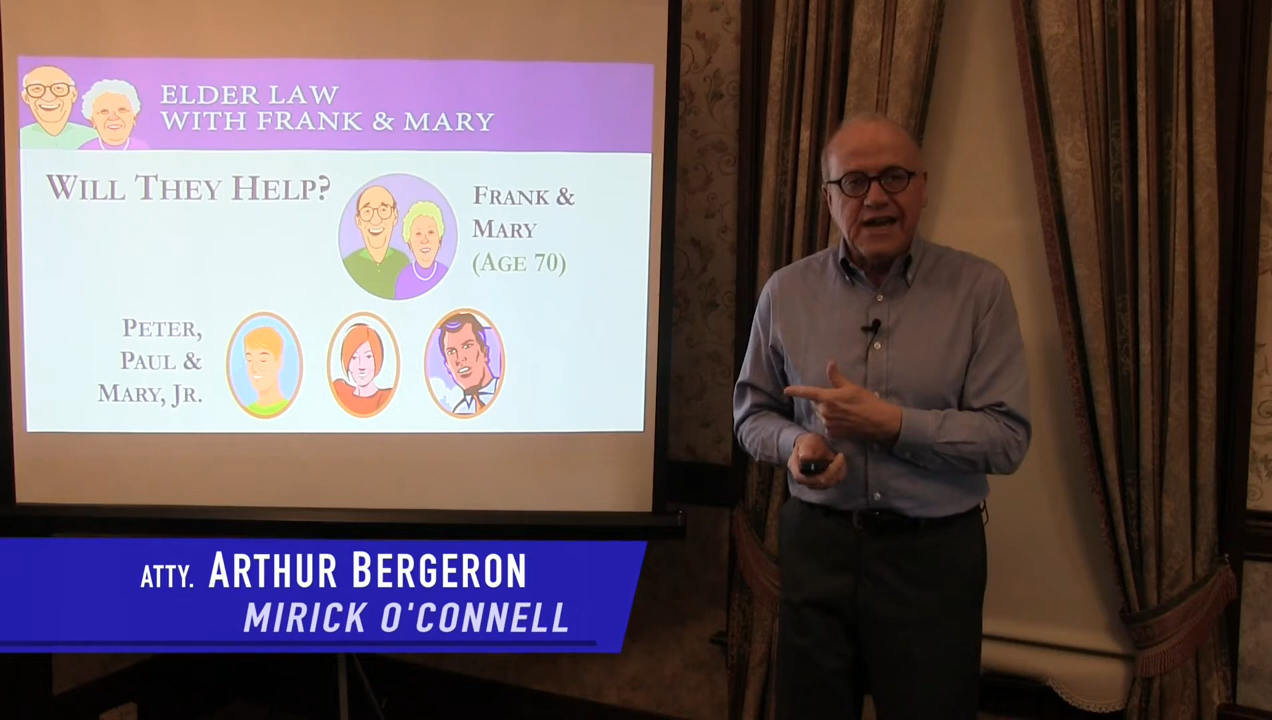 ELDER LAW
WITH FRANK & MARY
WILL THEY HELP?
FRANK &
MARY
(AGE 70)
PETER,
PAUL &
MARY, JR.
ATTY. ARTHUR BERGERON
MIRICK O'CONNELL